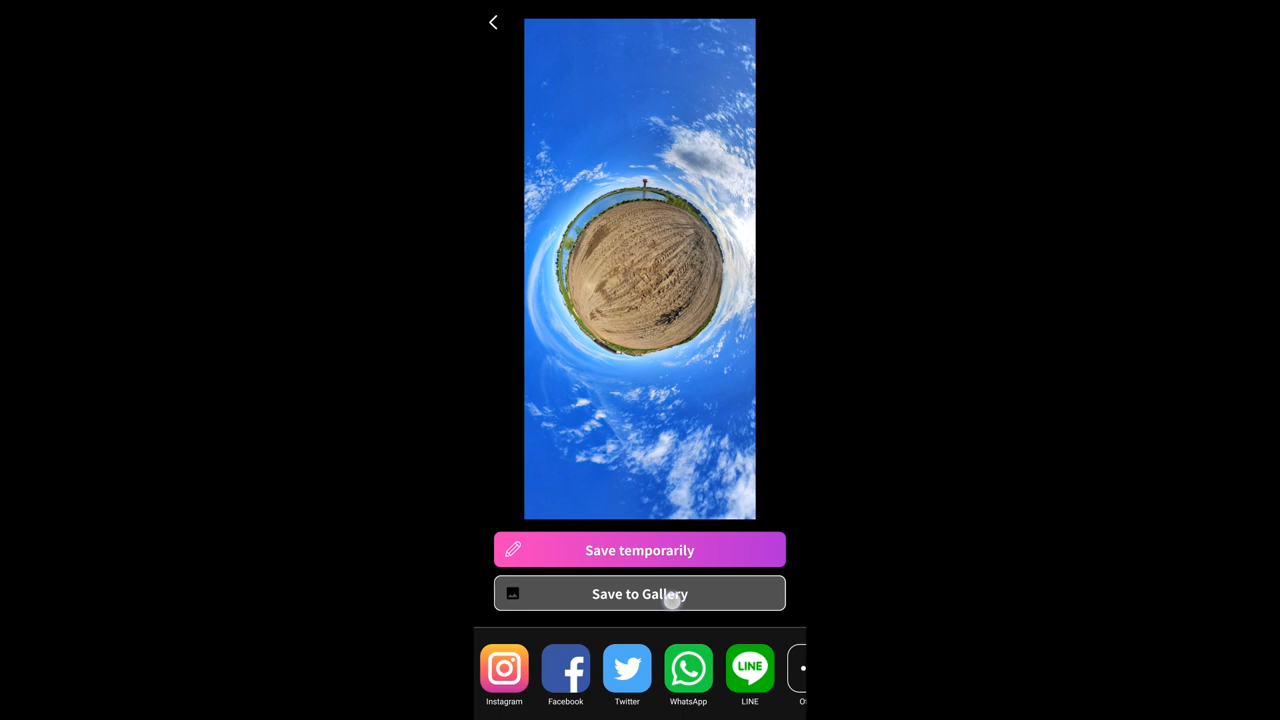 Save temporarily
Save to Gallery
LINE
Instagram
Facebook
Twitter
WhatsApp
LINE